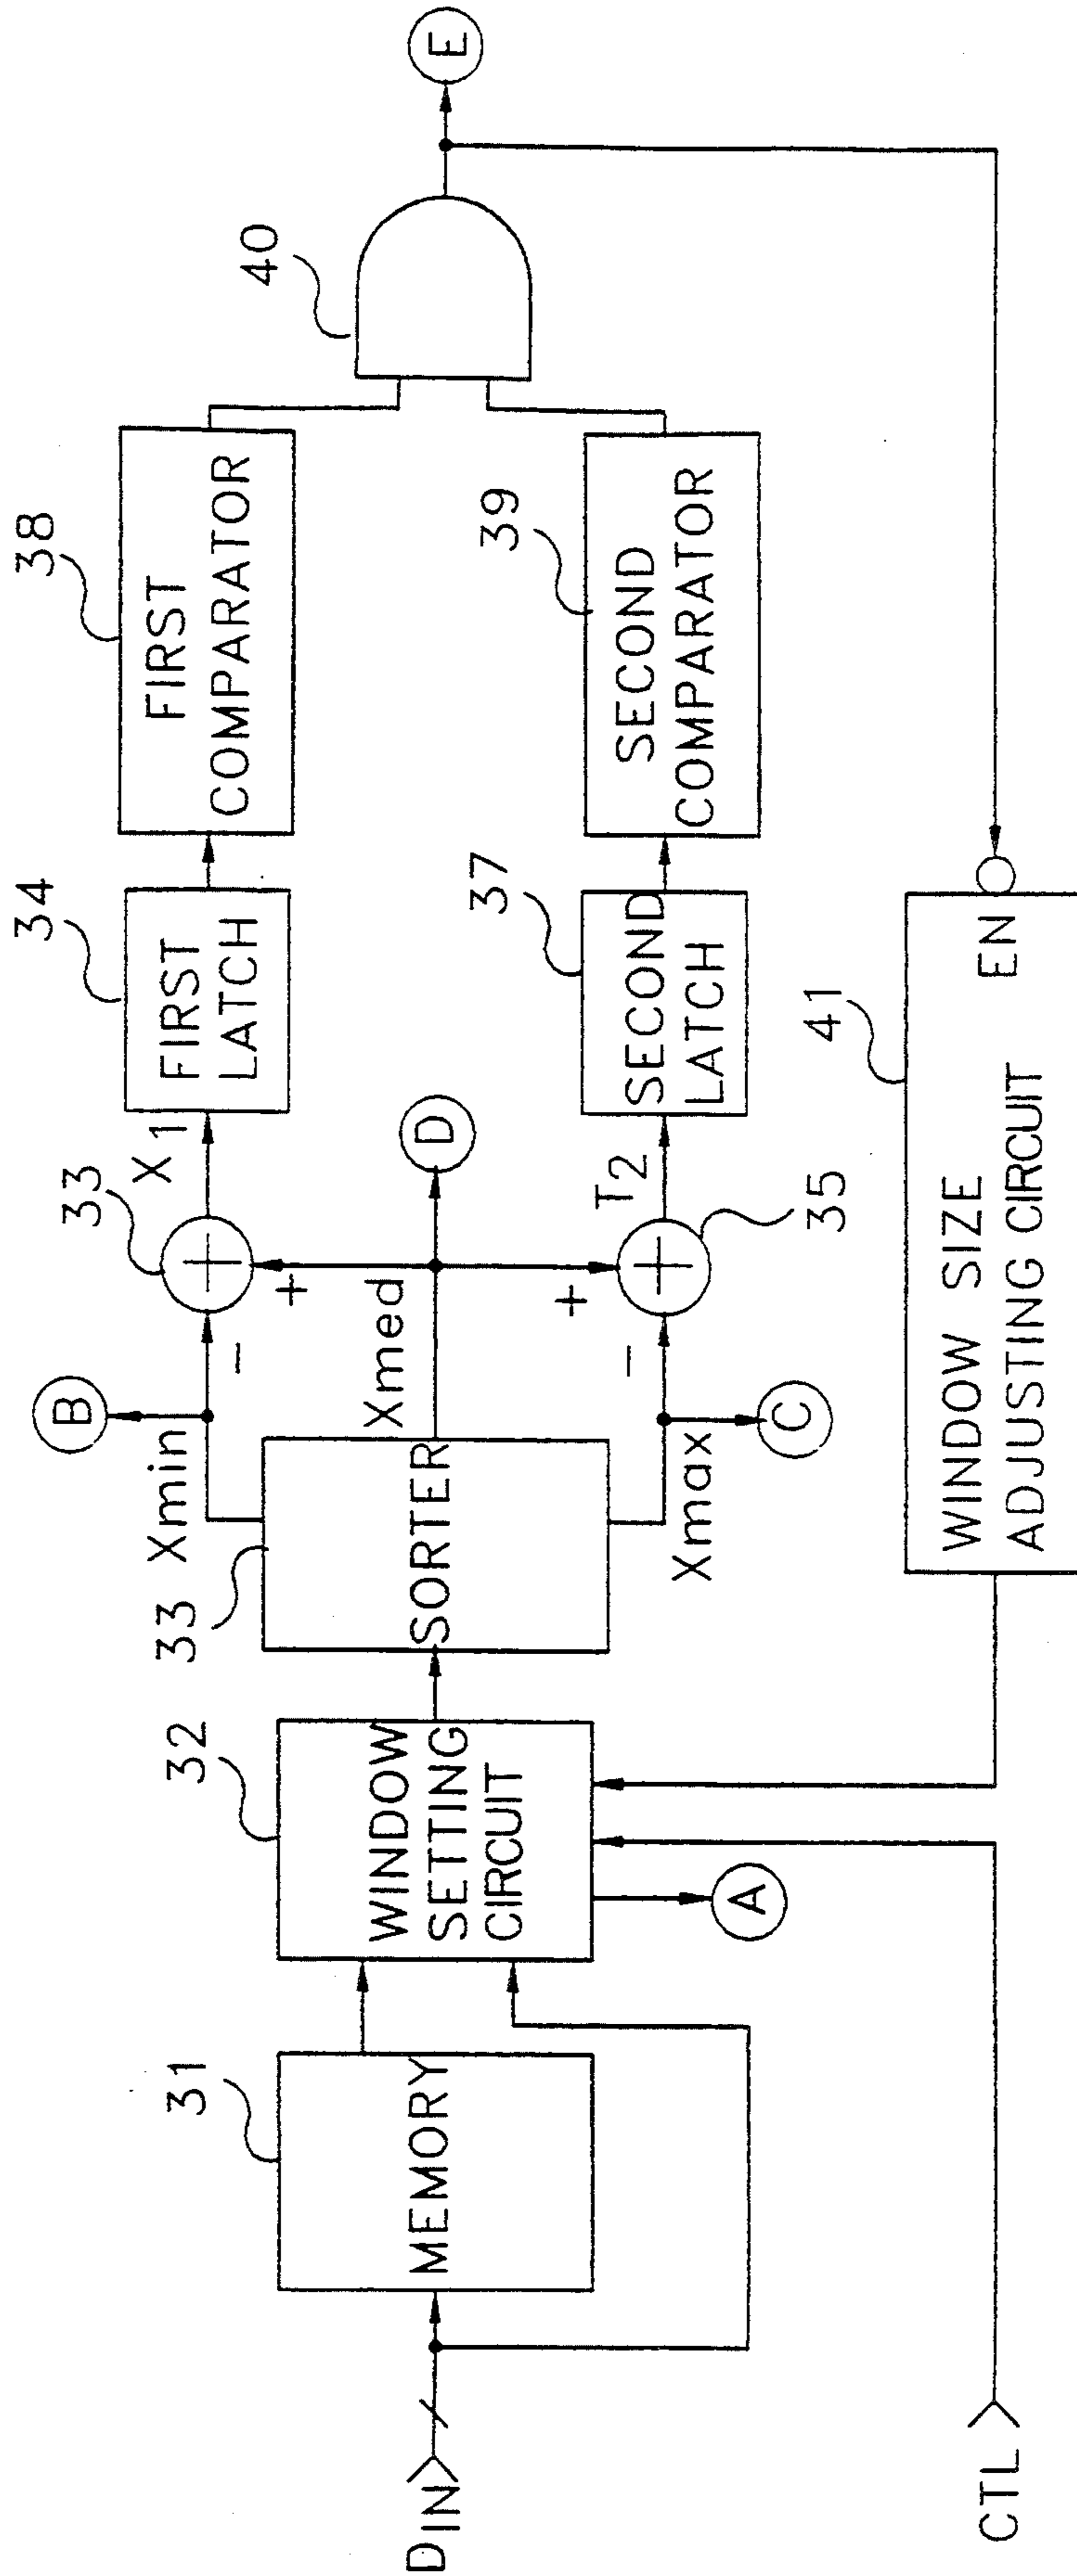 DIN
31
MEMORY
32
WINDOW
SETTING
CIRCUIT
A
33
SORTER
Xmin
B
Xmed
D
Xmax
C
-
+
33
X1
+
-
35
T2
34
FIRST
LATCH
37
SECOND
LATCH
38
FIRST
COMPARATOR
39
SECOND
COMPARATOR
40
E
41
WINDOW SIZE
ADJUSTING CIRCUIT
EN
CTL